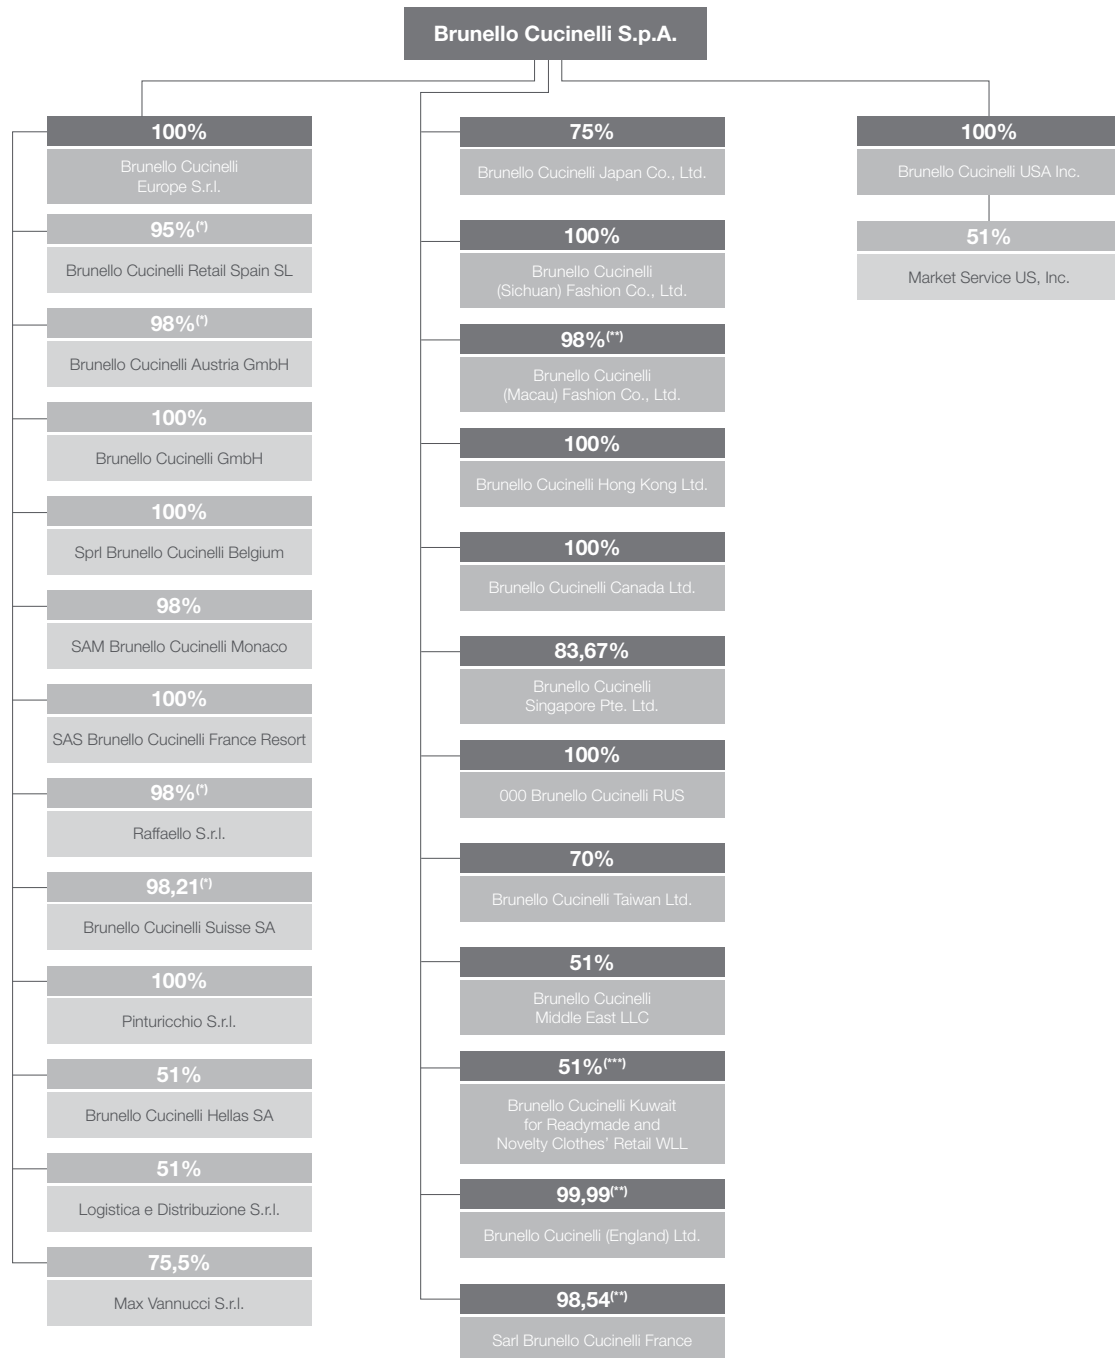 Brunello Cucinelli S.p.A.
100%
Brunello Cucinelli
Europe S.r.l.
95%(*)
Brunello Cucinelli Retail Spain SL
98%(*)
Brunello Cucinelli Austria GmbH
100%
Brunello Cucinelli GmbH
100%
Sprl Brunello Cucinelli Belgium
98%
SAM Brunello Cucinelli Monaco
100%
SAS Brunello Cucinelli France Resort
98%(*)
Raffaello S.r.l.
98,21(*)
Brunello Cucinelli Suisse SA
100%
Pinturicchio S.r.l.
51%
Brunello Cucinelli Hellas SA
51%
Logistica e Distribuzione S.r.l.
75,5%
Max Vannucci S.r.l.
75%
Brunello Cucinelli Japan Co., Ltd.
100%
Brunello Cucinelli
(Sichuan) Fashion Co., Ltd.
98%(**)
Brunello Cucinelli
(Macau) Fashion Co., Ltd.
100%
Brunello Cucinelli Hong Kong Ltd.
100%
Brunello Cucinelli Canada Ltd.
83,67%
Brunello Cucinelli
Singapore Pte. Ltd.
100%
000 Brunello Cucinelli RUS
70%
Brunello Cucinelli Taiwan Ltd.
51%
Brunello Cucinelli
Middle East LLC
51%(***)
Brunello Cucinelli Kuwait
for Readymade and
Novelty Clothes' Retail WLL
99,99(**)
Brunello Cucinelli (England) Ltd.
98,54(**)
Sarl Brunello Cucinelli France
100%
Brunello Cucinelli USA Inc.
51%
Market Service US, Inc.